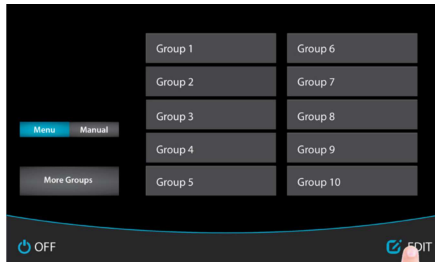 Group 1
Group 6
Group 2
Group 7
Group 3
Group 8
Menu
Manual
Group 4
Group 9
More Groups
Group 5
Group 10
OFF
EDIT